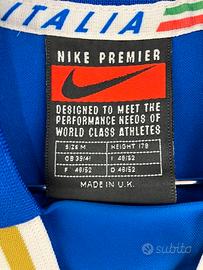 ITALIA
NIKE PREMIER
DESIGNED TO MEET THE
PERFORMANCE NEEDS OF
WORLD CLASS ATHLETES
SIZE M HEIGHT 178
GB 39/41 I 48/52
F 48/52 D 48/52
MADE IN U.K.
subito